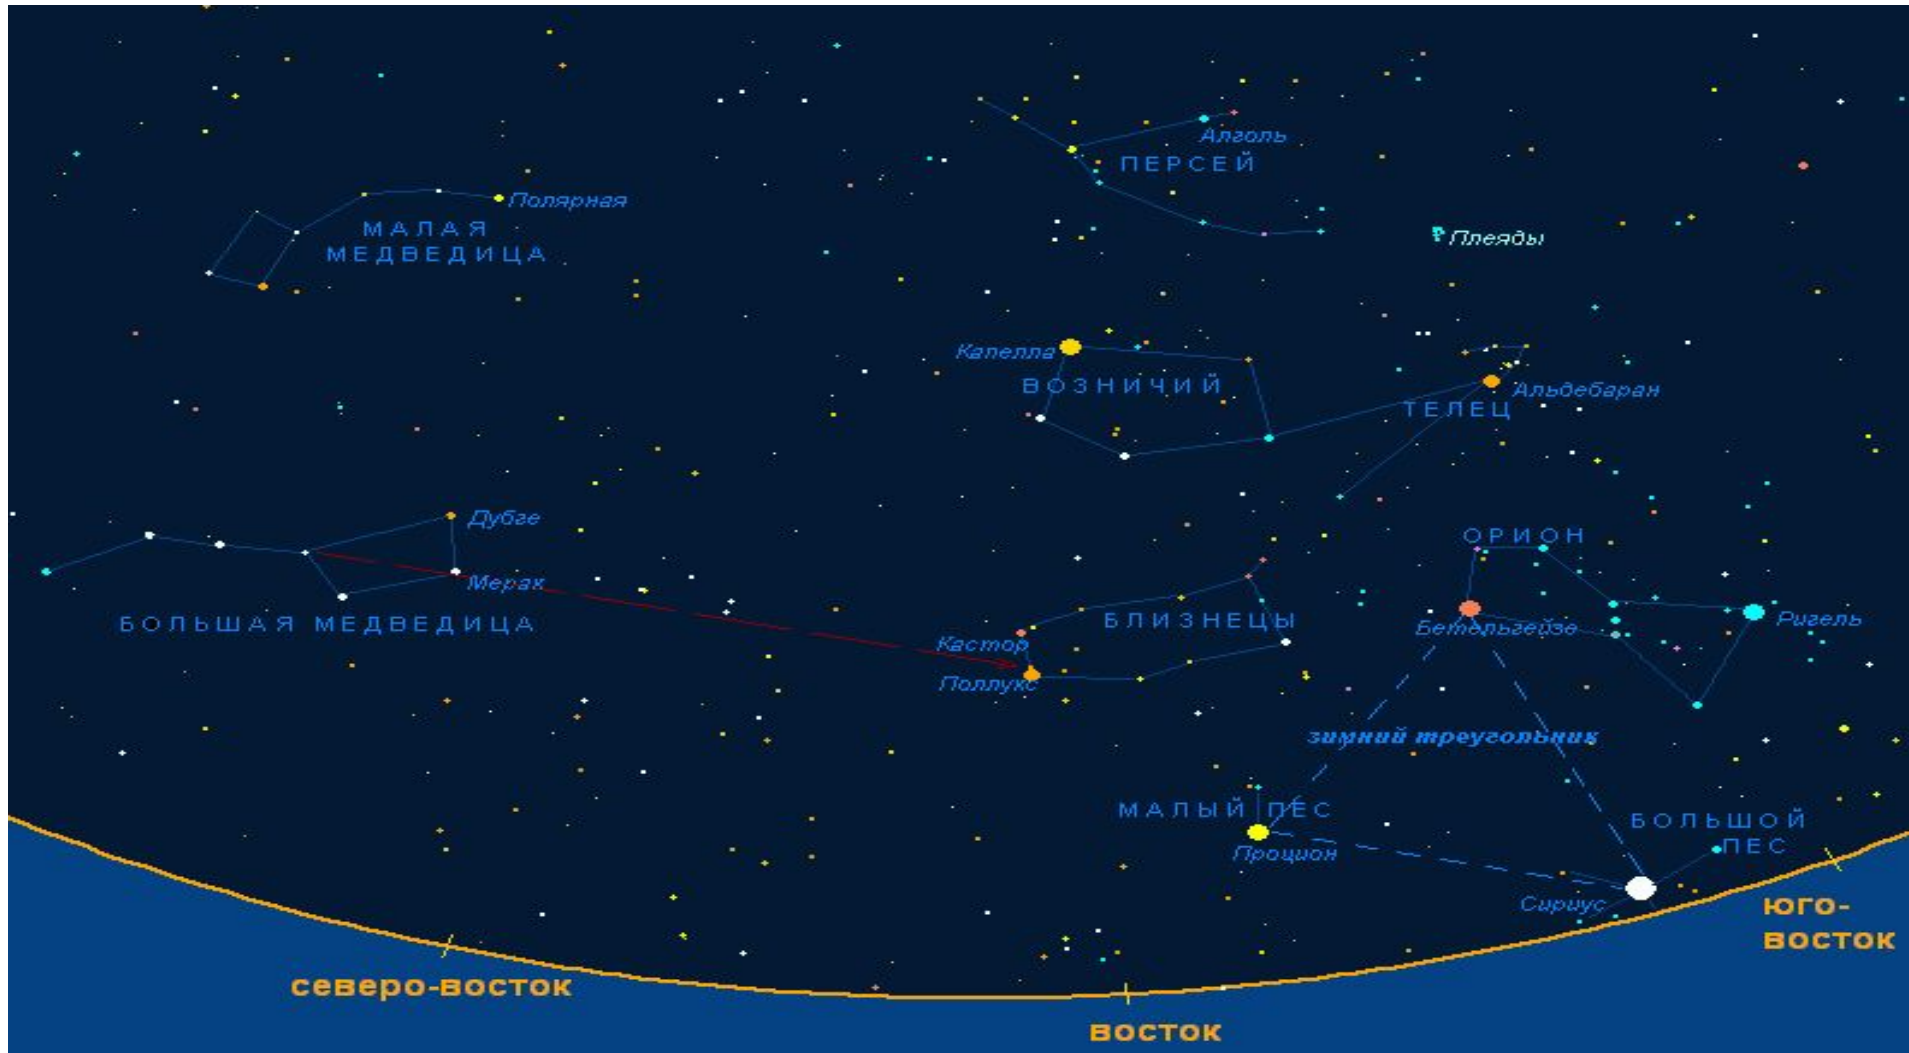 Алголь
ПЕРСЕЙ
Полярная
МАЛАЯ
МЕДВЕДИЦА
Плеяды
Капелла
ВОЗНИЧИЙ
Альдебаран
ТЕЛЕЦ
Дубге
ОРИОН
Мерак
БОЛЬШАЯ МЕДВЕДИЦА
БЛИЗНЕЦЫ
Бетельгейзе
Ригель
Кастор
Поллукс
зимний треугольник
МАЛЫЙ ПЕС
БОЛЬШОЙ
ПЕС
Процион
Сириус
юго-
восток
северо-восток
восток